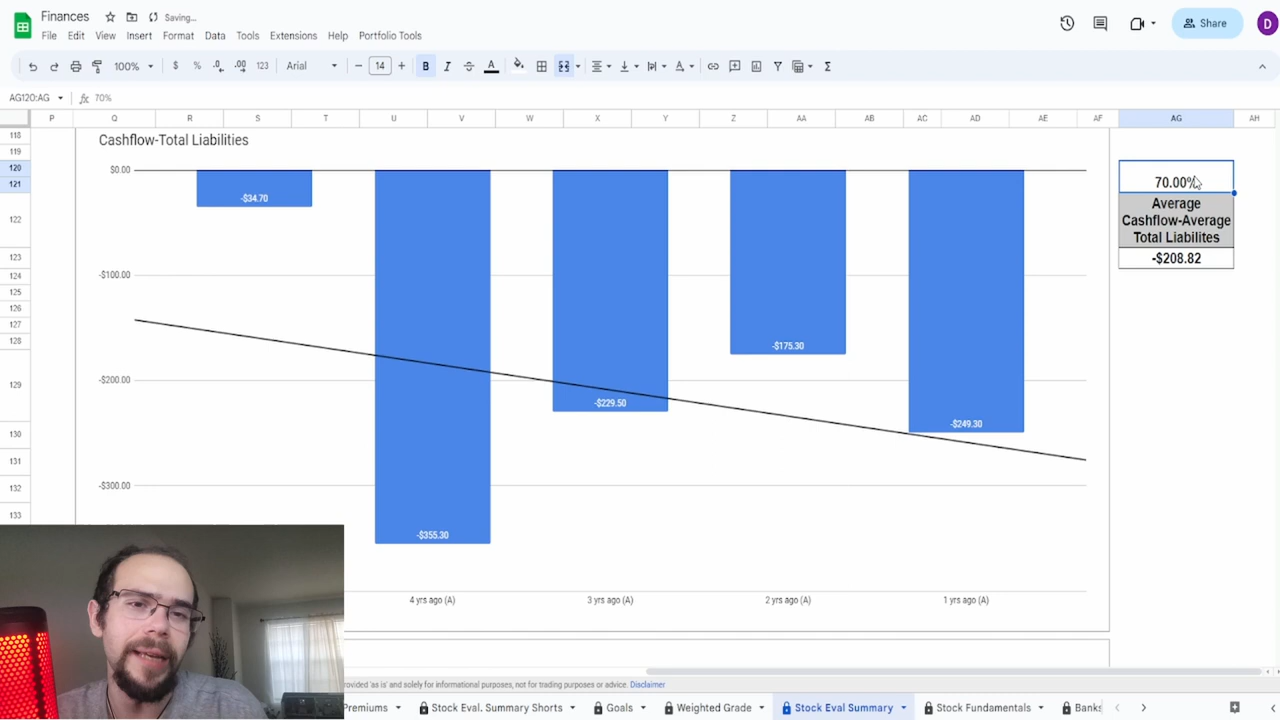 Finances
Saving...
File Edit View Insert Format Data Tools Extensions Help Portfolio Tools
Share
D
100% $ % .0 .00 123 Arial 14 B I A
AG120:AG
fx 70%
P Q R S T U V W X Y Z AA AB AC AD AE AF AG AH
118
119
120
121
122
123
124
125
126
127
128
129
130
131
132
133
Cashflow-Total Liabilities
$0.00
-$100.00
-$200.00
-$300.00
-$34.70
-$355.30
-$229.50
-$175.30
-$249.30
4 yrs ago (A) 3 yrs ago (A) 2 yrs ago (A) 1 yrs ago (A)
70.00%
Average
Cashflow-Average
Total Liabilites
-$208.82
rovided 'as is' and solely for informational purposes, not for trading purposes or advice. Disclaimer
Premiums Stock Eval. Summary Shorts Goals Weighted Grade Stock Eval Summary Stock Fundamentals Banks